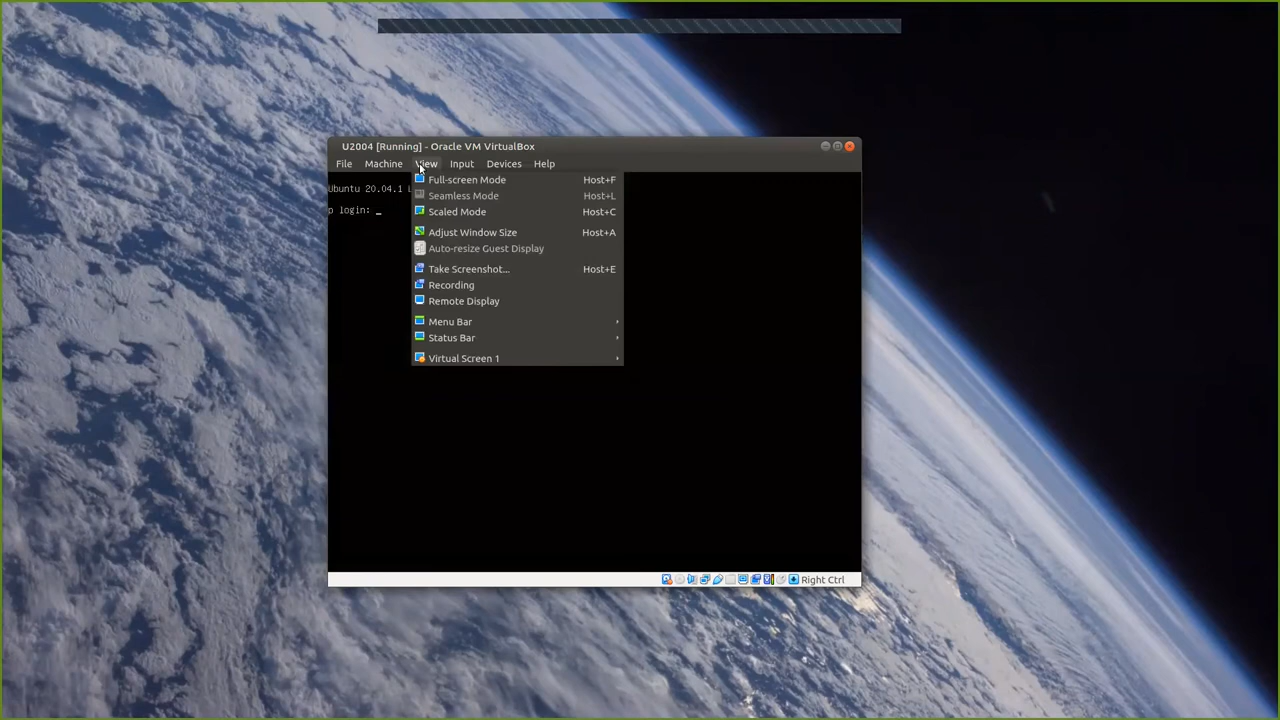 U2004 [Running] - Oracle VM VirtualBox
File Machine View Input Devices Help
Ubuntu 20.04.1
p login: _
Full-screen Mode Host+F
Seamless Mode Host+L
Scaled Mode Host+C
Adjust Window Size Host+A
Auto-resize Guest Display
Take Screenshot... Host+E
Recording
Remote Display
Menu Bar
Status Bar
Virtual Screen 1
Right Ctrl